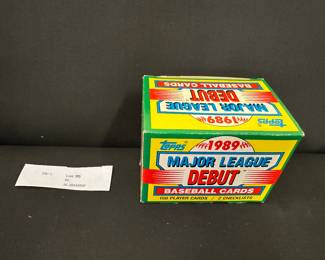 BASEBALL CARDS
DEBUT
MAJOR LEAGUE
1989
Topps
1989
MAJOR LEAGUE
DEBUT
BASEBALL CARDS
150 PLAYER CARDS / 2 CHECKLISTS